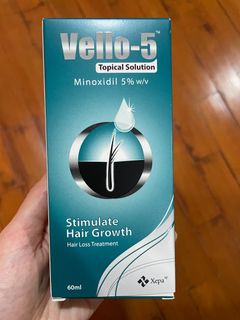 Vello-5™
Topical Solution
Minoxidil 5% w/v
Stimulate
Hair Growth
Hair Loss Treatment
60ml
Xepa